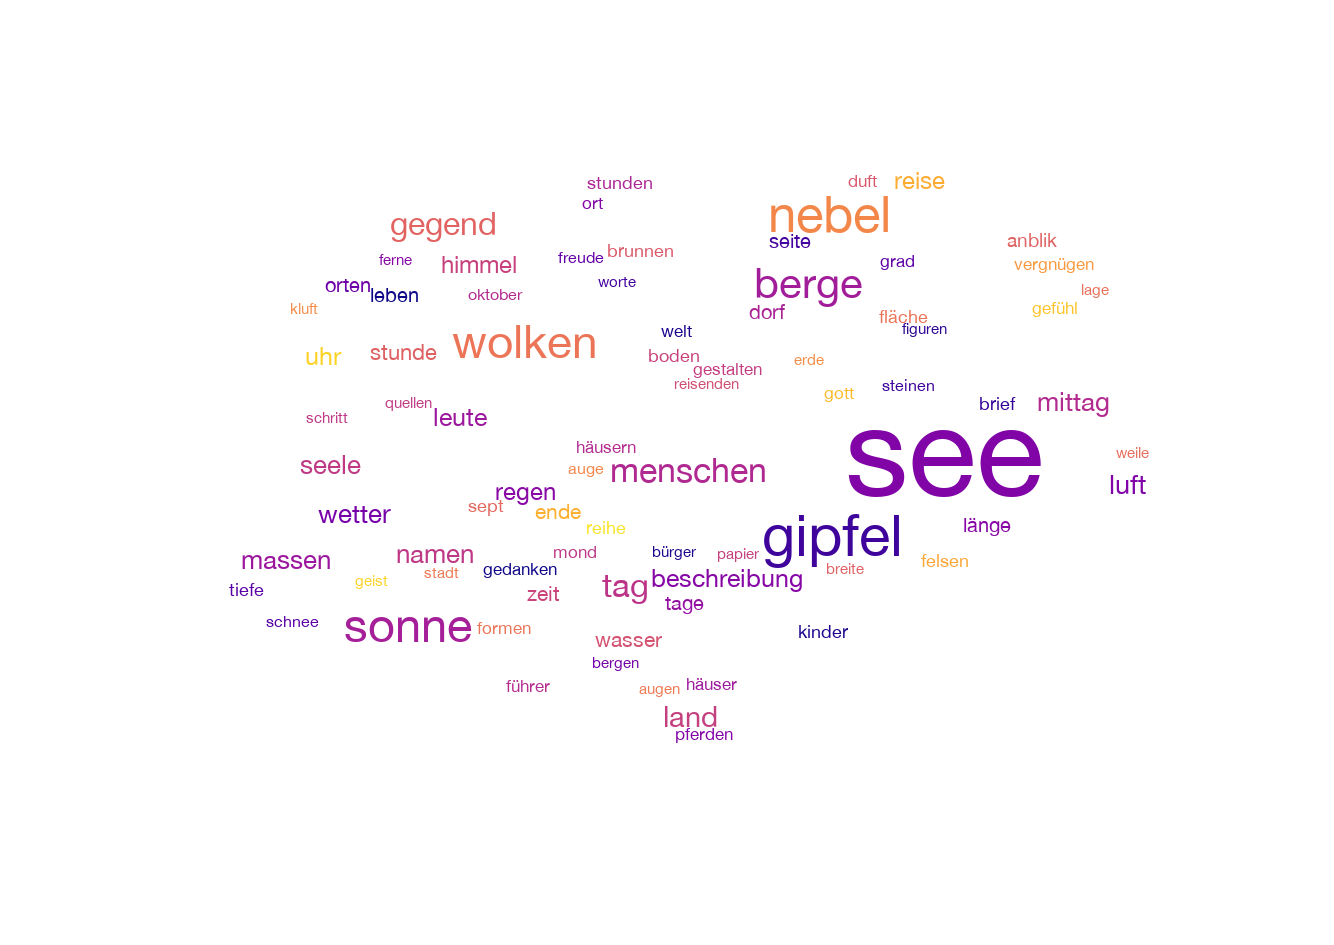 stunden
duft
reise
ort
nebel
gegend
seite
anblik
brunnen
freude
ferne
himmel
grad
vergnügen
worte
orten
leben
oktober
berge
lage
kluft
dorf
gefühl
fläche
figuren
welt
wolken
uhr
stunde
boden
gestalten
erde
reisenden
steinen
gott
quellen
brief
mittag
schritt
leute
häusern
see
weile
seele
auge
menschen
luft
regen
sept
wetter
ende
reihe
gipfel
länge
massen
namen
mond
bürger
papier
felsen
stadt
gedanken
breite
geist
beschreibung
tiefe
zeit
tag
tage
schnee
sonne
formen
kinder
wasser
bergen
führer
augen
häuser
land
pferden